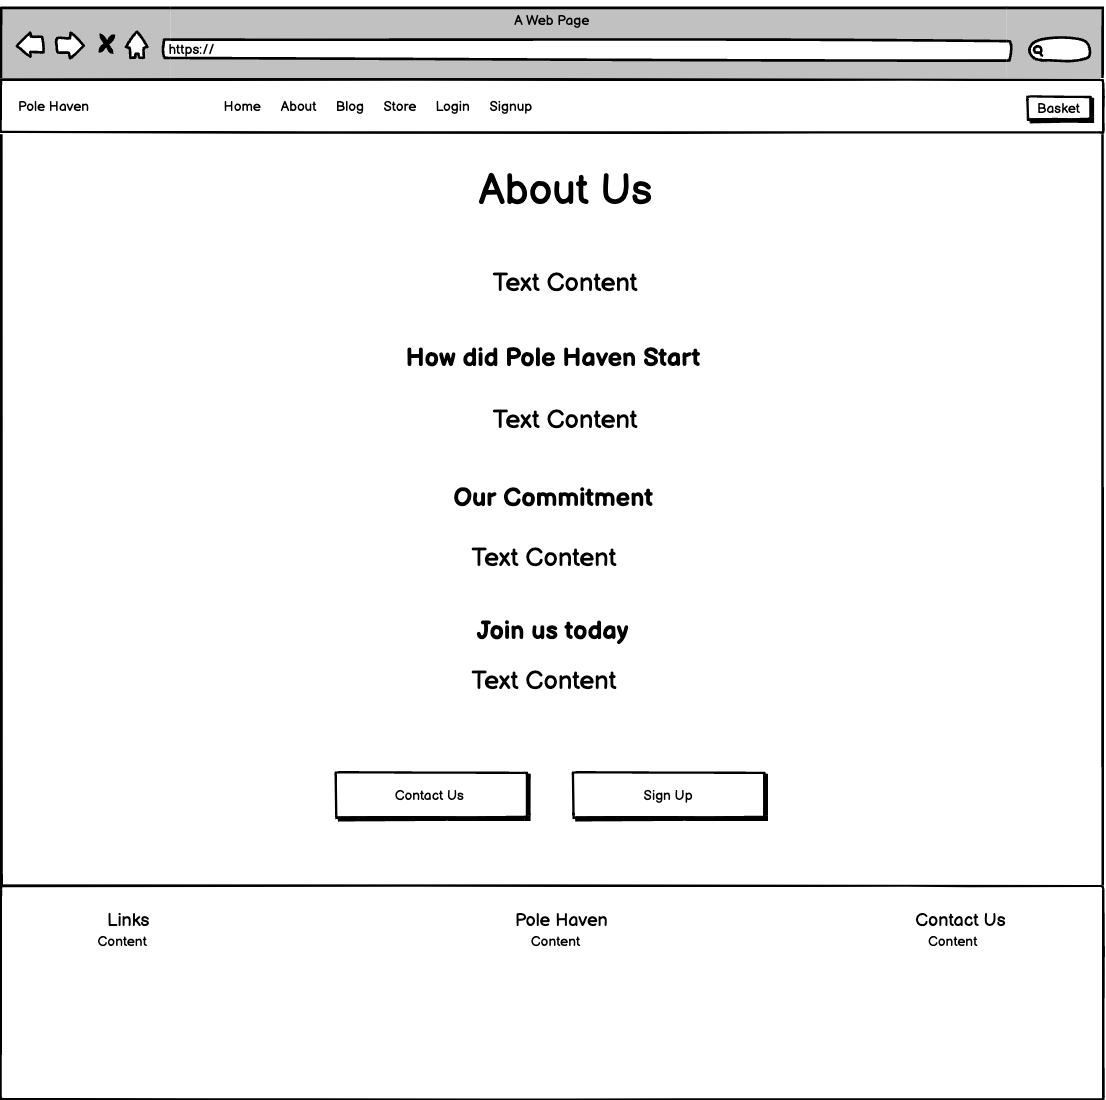 A Web Page
https://
Pole Haven Home About Blog Store Login Signup Basket
About Us
Text Content
How did Pole Haven Start
Text Content
Our Commitment
Text Content
Join us today
Text Content
Contact Us Sign Up
Links Pole Haven Contact Us
Content Content Content